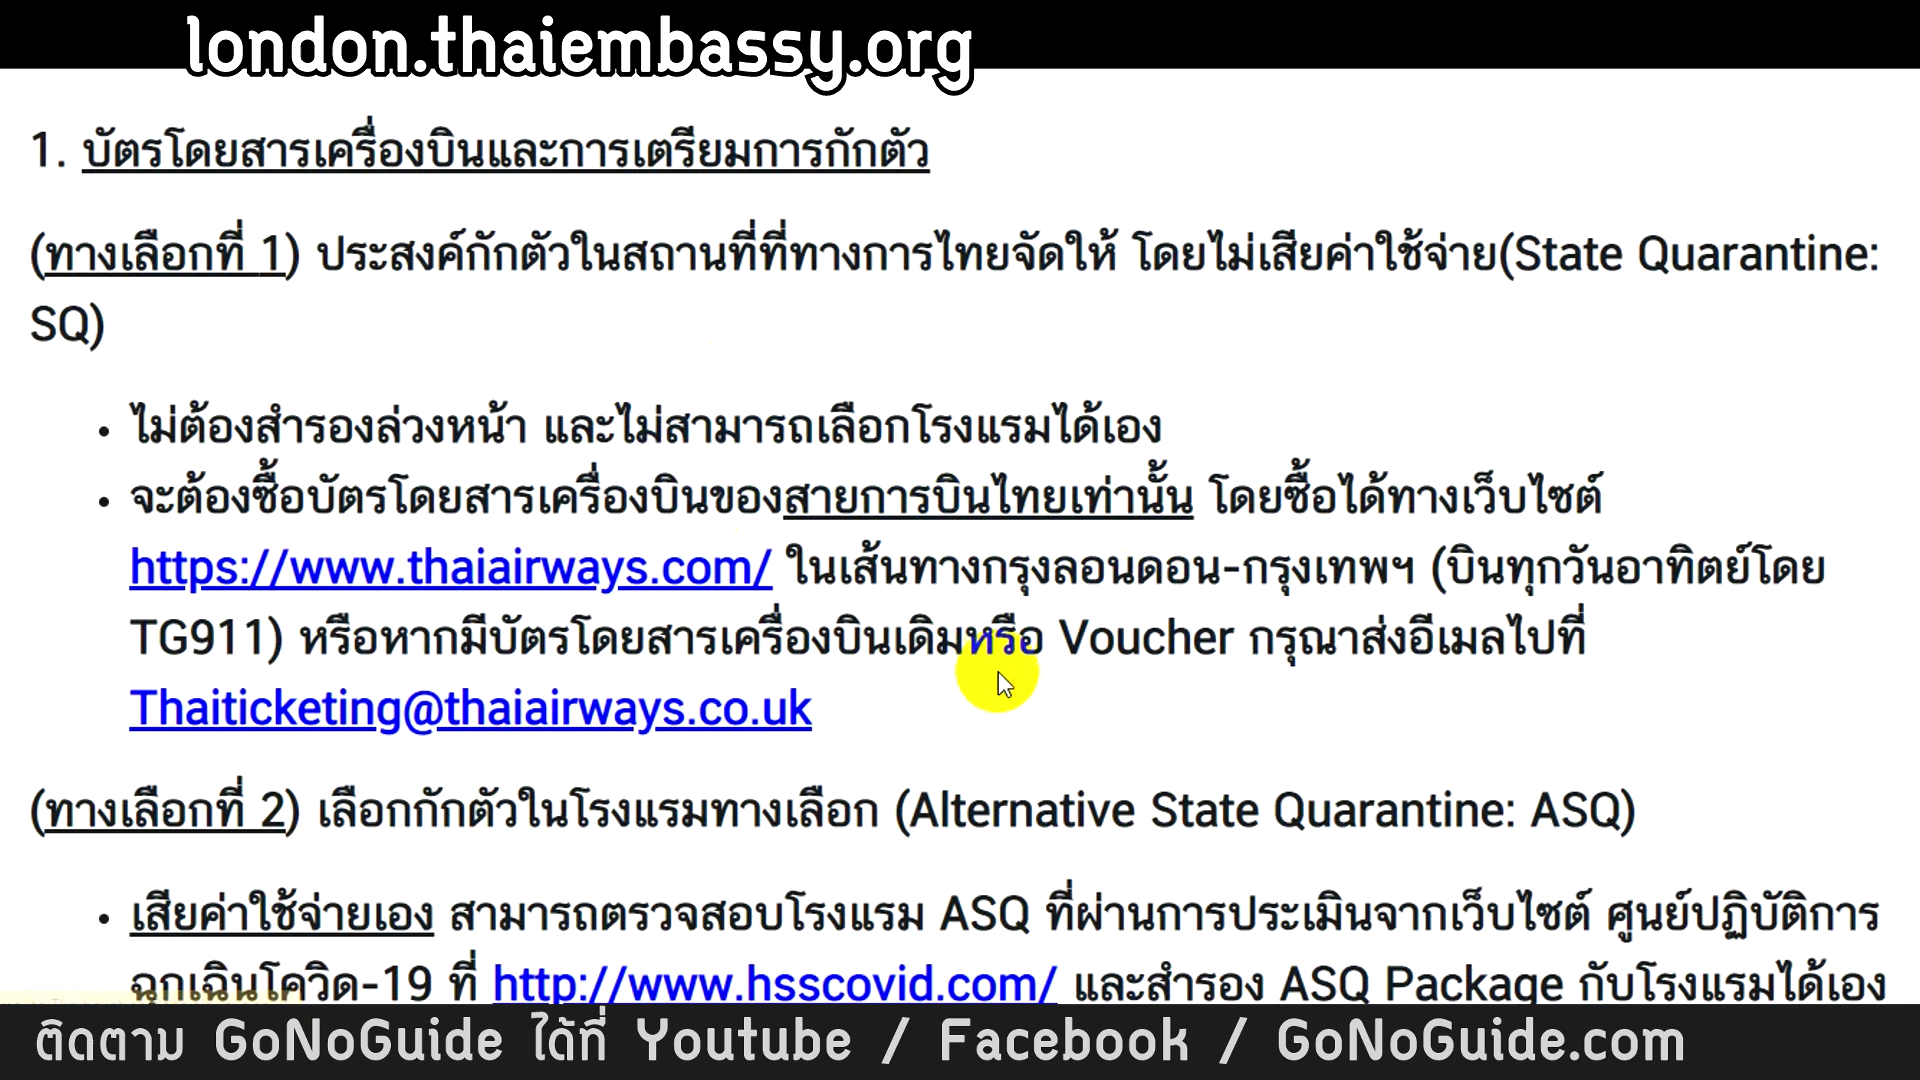 london.thaiembassy.org
1. บัตรโดยสารเครื่องบินและการเตรียมการกักตัว
(ทางเลือกที่ 1) ประสงค์กักตัวในสถานที่ที่ทางการไทยจัดให้ โดยไม่เสียค่าใช้จ่าย(State Quarantine:
SQ)
• ไม่ต้องสำรองล่วงหน้า และไม่สามารถเลือกโรงแรมได้เอง
• จะต้องซื้อบัตรโดยสารเครื่องบินของสายการบินไทยเท่านั้น โดยซื้อได้ทางเว็บไซต์
https://www.thaiairways.com/ ในเส้นทางกรุงลอนดอน-กรุงเทพฯ (บินทุกวันอาทิตย์โดย
TG911) หรือหากมีบัตรโดยสารเครื่องบินเดิมหรือ Voucher กรุณาส่งอีเมลไปที่
Thaiticketing@thaiairways.co.uk
(ทางเลือกที่ 2) เลือกกักตัวในโรงแรมทางเลือก (Alternative State Quarantine: ASQ)
• เสียค่าใช้จ่ายเอง สามารถตรวจสอบโรงแรม ASQ ที่ผ่านการประเมินจากเว็บไซต์ ศูนย์ปฏิบัติการ
ฉุกเฉินโควิด-19 ที่ http://www.hsscovid.com/ และสำรอง ASQ Package กับโรงแรมได้เอง
ติดตาม GoNoGuide ได้ที่ Youtube / Facebook / GoNoGuide.com